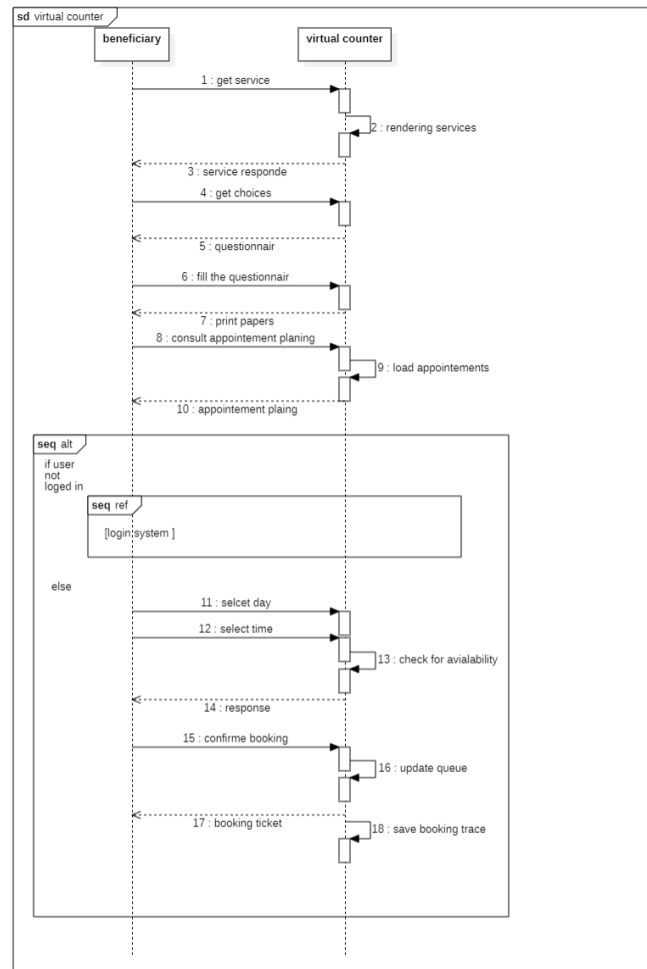 sd virtual counter
beneficiary
virtual counter
1 : get service
2 : rendering services
3 : service responde
4 : get choices
5 : questionnair
6 : fill the questionnair
7 : print papers
8 : consult appointement planing
9 : load appointements
10 : appointement plaing
seq alt
if user
not
loged in
seq ref
[login system ]
else
11 : selcet day
12 : select time
13 : check for avialability
14 : response
15 : confirme booking
16 : update queue
17 : booking ticket
18 : save booking trace